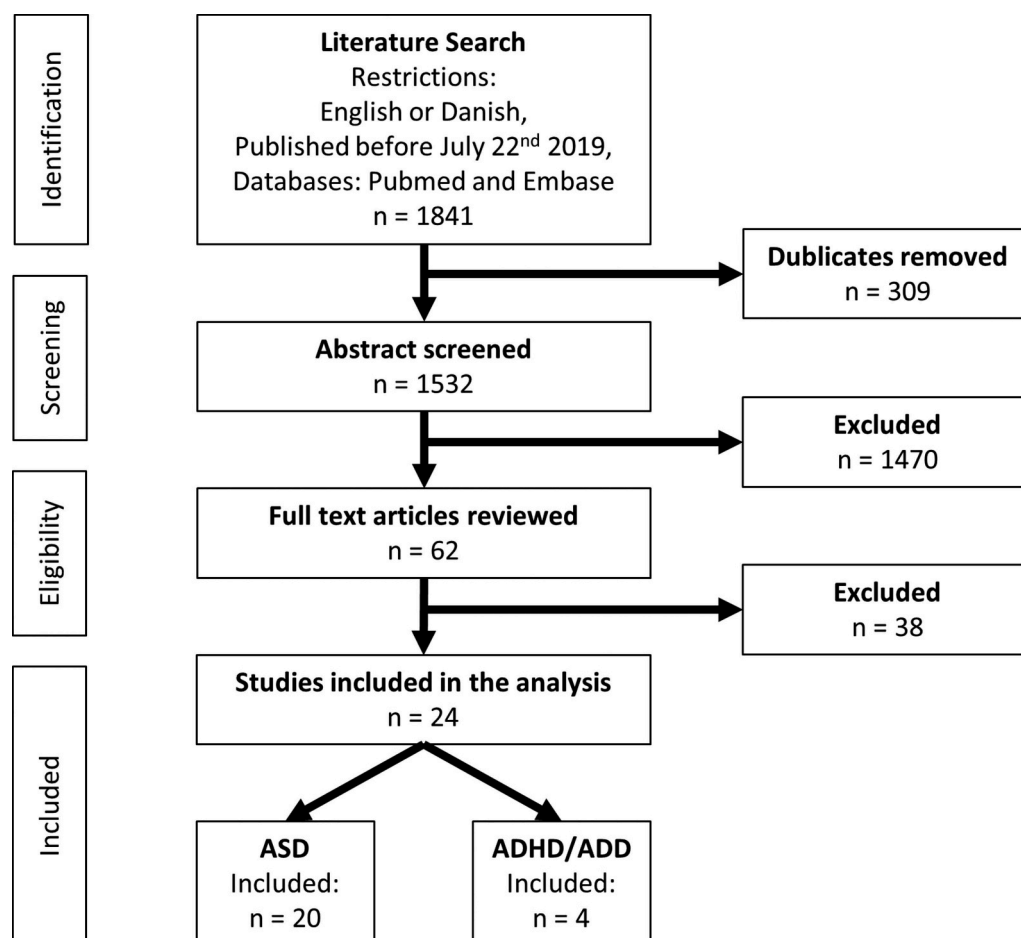 Identification
Literature Search
Restrictions:
English or Danish,
Published before July 22nd 2019,
Databases: Pubmed and Embase
n = 1841
Dublicates removed
n = 309
Screening
Abstract screened
n = 1532
Excluded
n = 1470
Eligibility
Full text articles reviewed
n = 62
Excluded
n = 38
Included
Studies included in the analysis
n = 24
ASD
Included:
n = 20
ADHD/ADD
Included:
n = 4